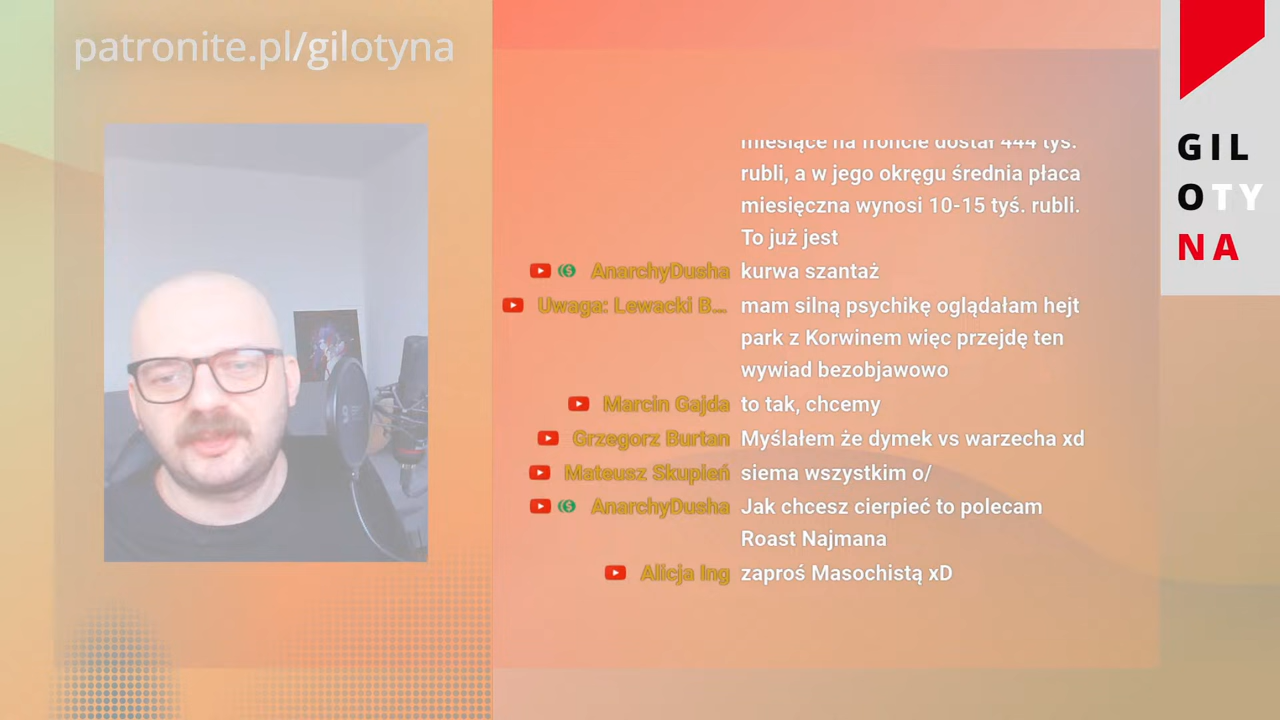 patronite.pl/gilotyna
miesiące na froncie dostał 444 tyś.
rubli, a w jego okręgu średnia płaca
miesięczna wynosi 10-15 tyś. rubli.
To już jest
AnarchyDusha kurwa szantaż
Uwaga: Lewacki B... mam silną psychikę oglądałam hejt
park z Korwinem więc przejdę ten
wywiad bezobjawowo
Marcin Gajda to tak, chcemy
Grzegorz Burtan Myślałem że dymek vs warzecha xd
Mateusz Skupień siema wszystkim o/
AnarchyDusha Jak chcesz cierpieć to polecam
Roast Najmana
Alicja Ing zaproś Masochistą xD
GIL
OTY
NA